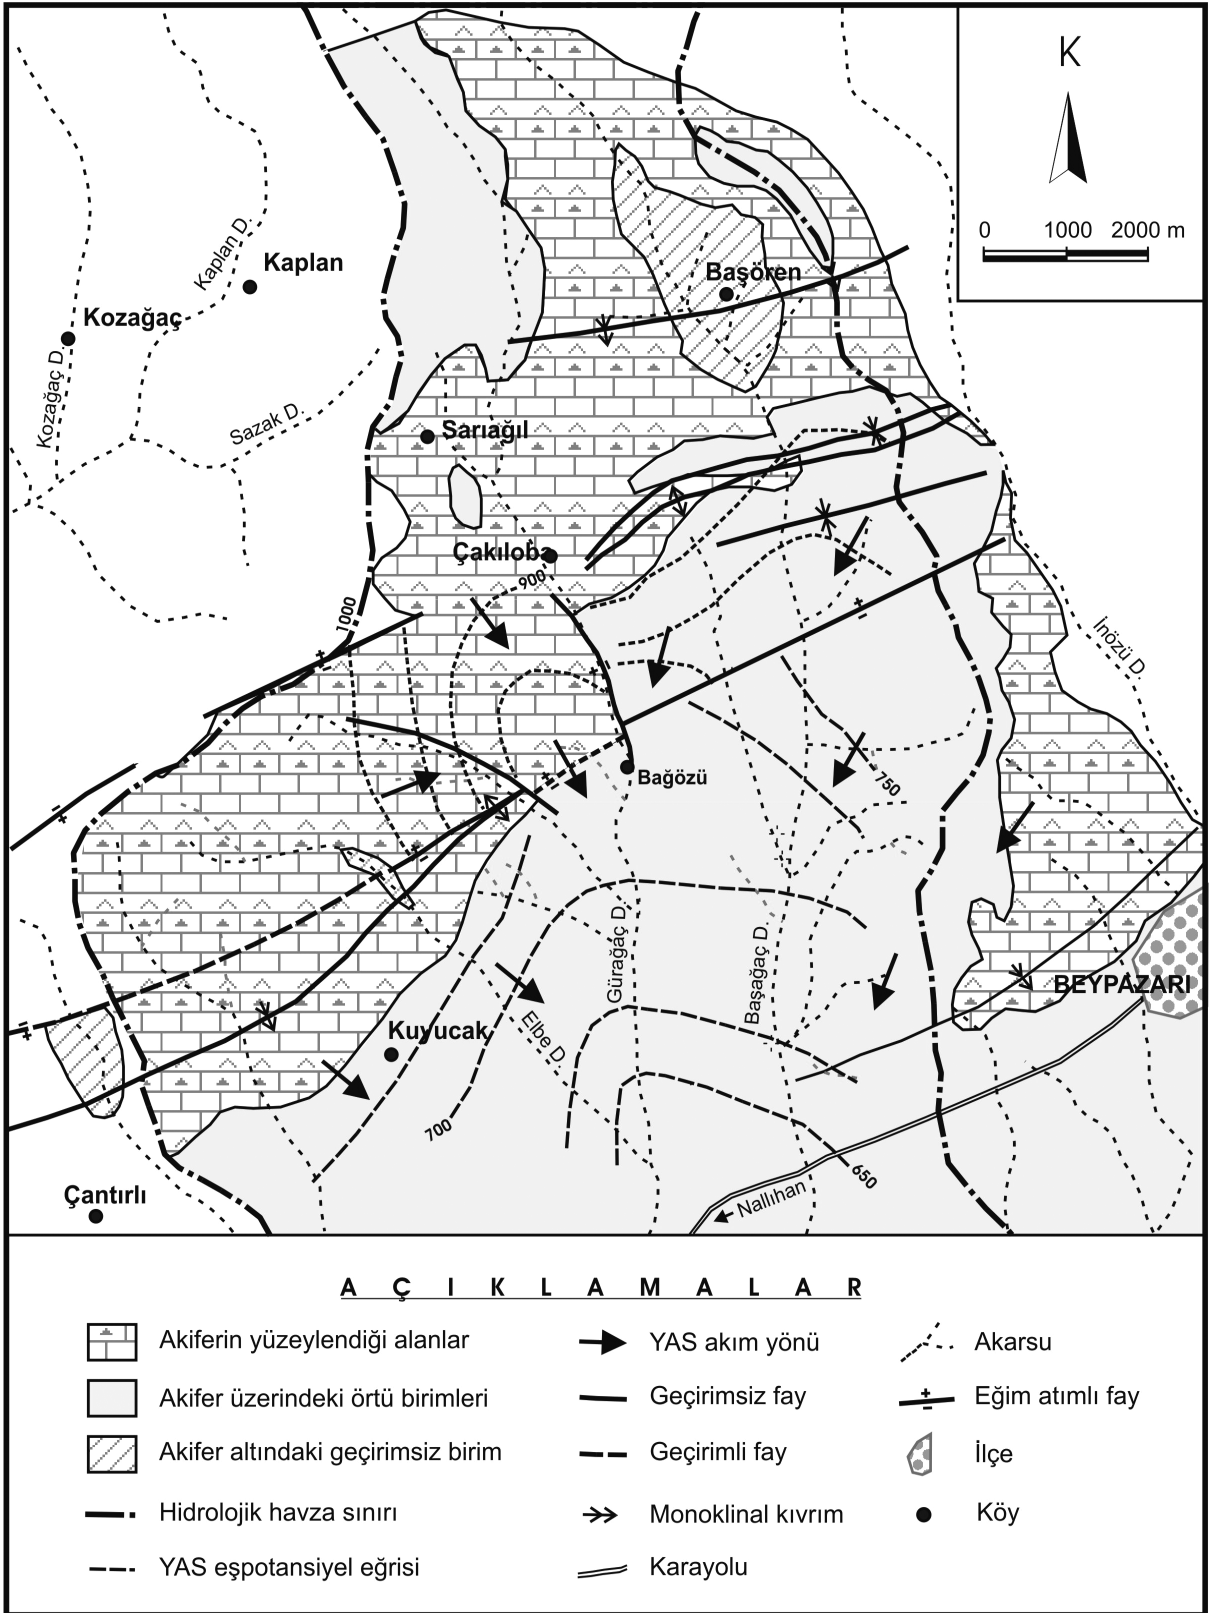 K
0 1000 2000 m
Kaplan D.
Kaplan
Başören
Kozağaç
Kozağaç D.
Sazak D.
Sarıağıl
Çakıloba
900
1000
İnözü D.
Bağözü
750
Gürağaç D.
Başağaç D.
BEYPAZARI
Kuyucak
Elbe D.
700
650
Nallıhan
Çantırlı
AÇIKLAMALAR
Akiferin yüzeylendiği alanlar
Akifer üzerindeki örtü birimleri
Akifer altındaki geçirimsiz birim
Hidrolojik havza sınırı
YAS eşpotansiyel eğrisi
YAS akım yönü
Geçirimsiz fay
Geçirimli fay
Monoklinal kıvrım
Karayolu
Akarsu
Eğim atımlı fay
İlçe
Köy